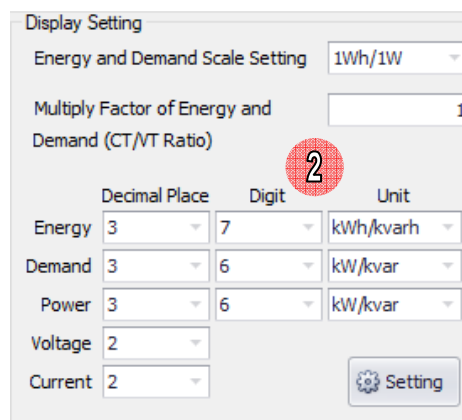 Display Setting
Energy and Demand Scale Setting 1Wh/1W
Multiply Factor of Energy and 1
Demand (CT/VT Ratio)
2
Decimal Place Digit Unit
Energy 3 7 kWh/kvarh
Demand 3 6 kW/kvar
Power 3 6 kW/kvar
Voltage 2
Current 2 Setting